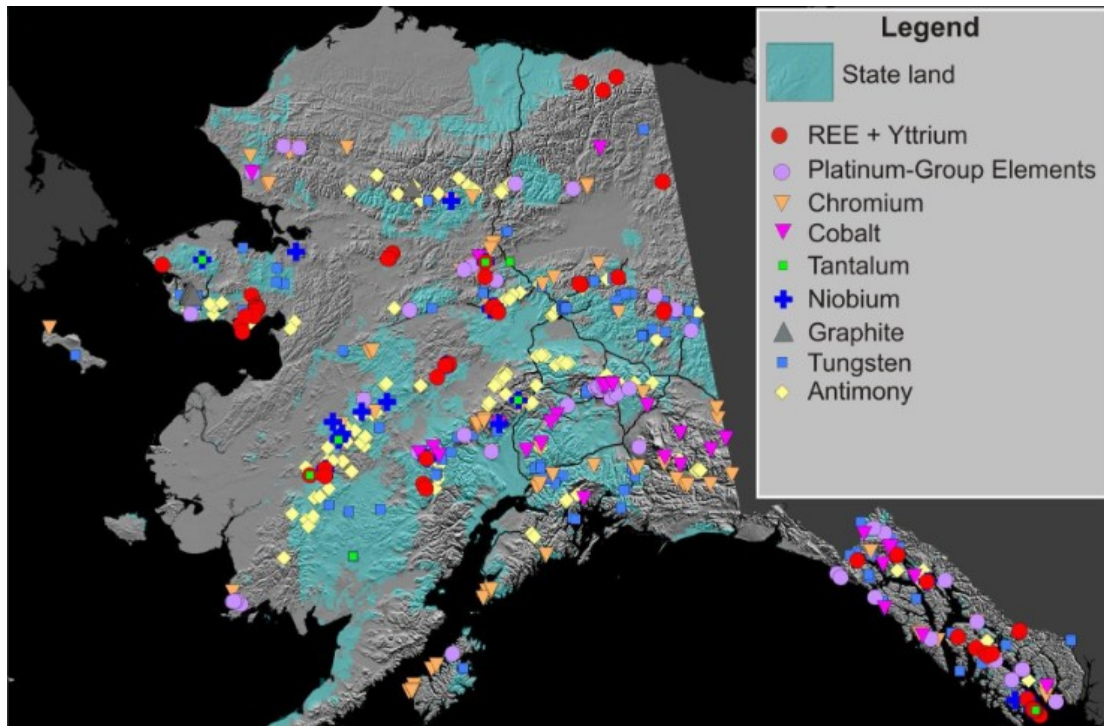 Legend
State land
REE + Yttrium
Platinum-Group Elements
Chromium
Cobalt
Tantalum
Niobium
Graphite
Tungsten
Antimony